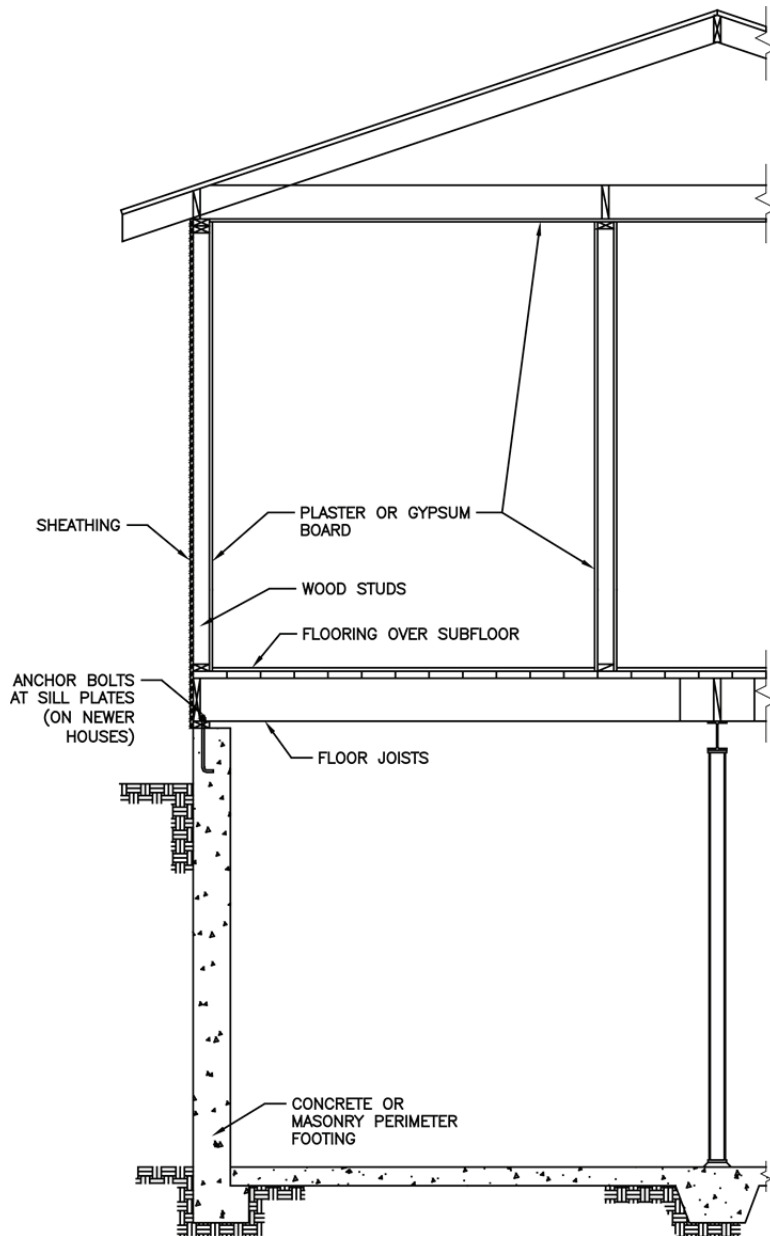 SHEATHING
PLASTER OR GYPSUM
BOARD
WOOD STUDS
FLOORING OVER SUBFLOOR
ANCHOR BOLTS
AT SILL PLATES
(ON NEWER
HOUSES)
FLOOR JOISTS
CONCRETE OR
MASONRY PERIMETER
FOOTING